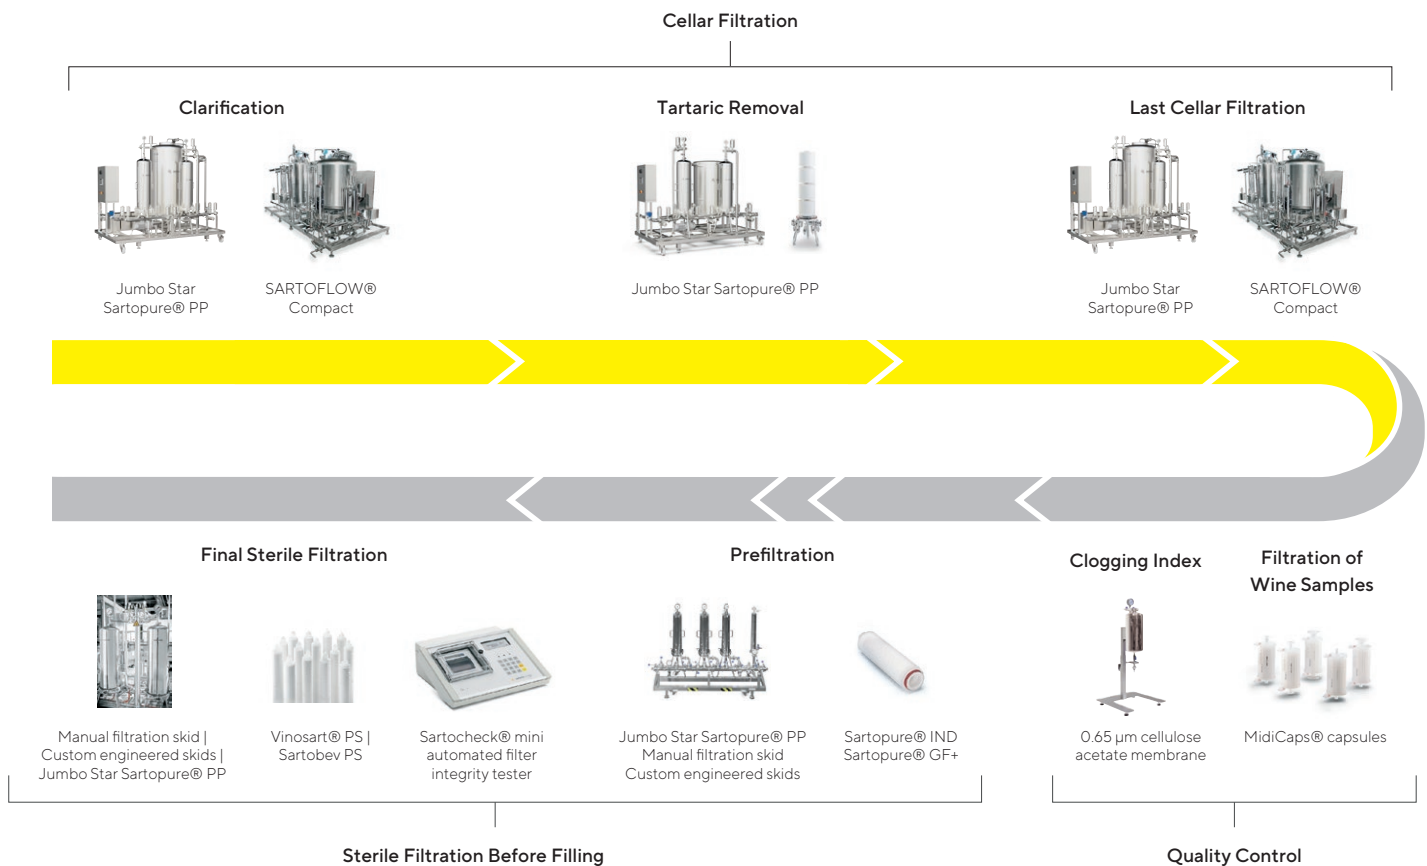 Cellar Filtration
Clarification
Jumbo Star
Sartopure® PP
SARTOFLOW®
Compact
Tartaric Removal
Jumbo Star Sartopure® PP
Last Cellar Filtration
Jumbo Star
Sartopure® PP
SARTOFLOW®
Compact
Final Sterile Filtration
Manual filtration skid |
Custom engineered skids |
Jumbo Star Sartopure® PP
Vinosart® PS |
Sartobev PS
Sartocheck® mini
automated filter
integrity tester
Prefiltration
Jumbo Star Sartopure® PP
Manual filtration skid
Custom engineered skids
Sartopure® IND
Sartopure® GF+
Clogging Index
0.65 µm cellulose
acetate membrane
Filtration of
Wine Samples
MidiCaps® capsules
Sterile Filtration Before Filling
Quality Control